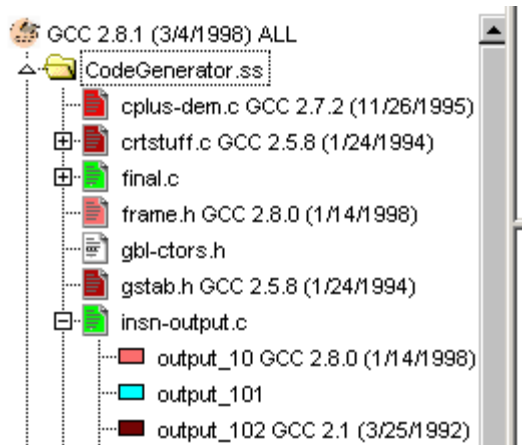 GCC 2.8.1 (3/4/1998) ALL
CodeGenerator.ss
cplus-dem.c GCC 2.7.2 (11/26/1995)
crtstuff.c GCC 2.5.8 (1/24/1994)
final.c
frame.h GCC 2.8.0 (1/14/1998)
gbl-ctors.h
gstab.h GCC 2.5.8 (1/24/1994)
insn-output.c
output_10 GCC 2.8.0 (1/14/1998)
output_101
output_102 GCC 2.1 (3/25/1992)